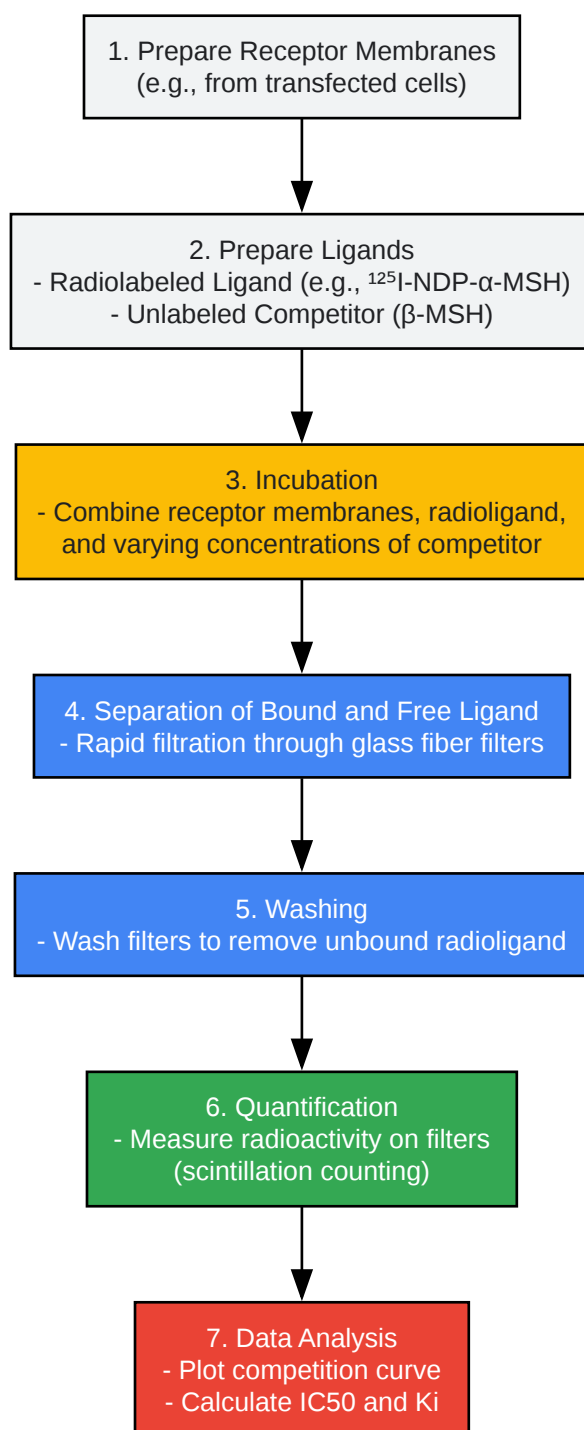 1. Prepare Receptor Membranes
(e.g., from transfected cells)
2. Prepare Ligands
- Radiolabeled Ligand (e.g., ¹²⁵I-NDP-α-MSH)
- Unlabeled Competitor (β-MSH)
3. Incubation
- Combine receptor membranes, radioligand,
and varying concentrations of competitor
4. Separation of Bound and Free Ligand
- Rapid filtration through glass fiber filters
5. Washing
- Wash filters to remove unbound radioligand
6. Quantification
- Measure radioactivity on filters
(scintillation counting)
7. Data Analysis
- Plot competition curve
- Calculate IC50 and Ki